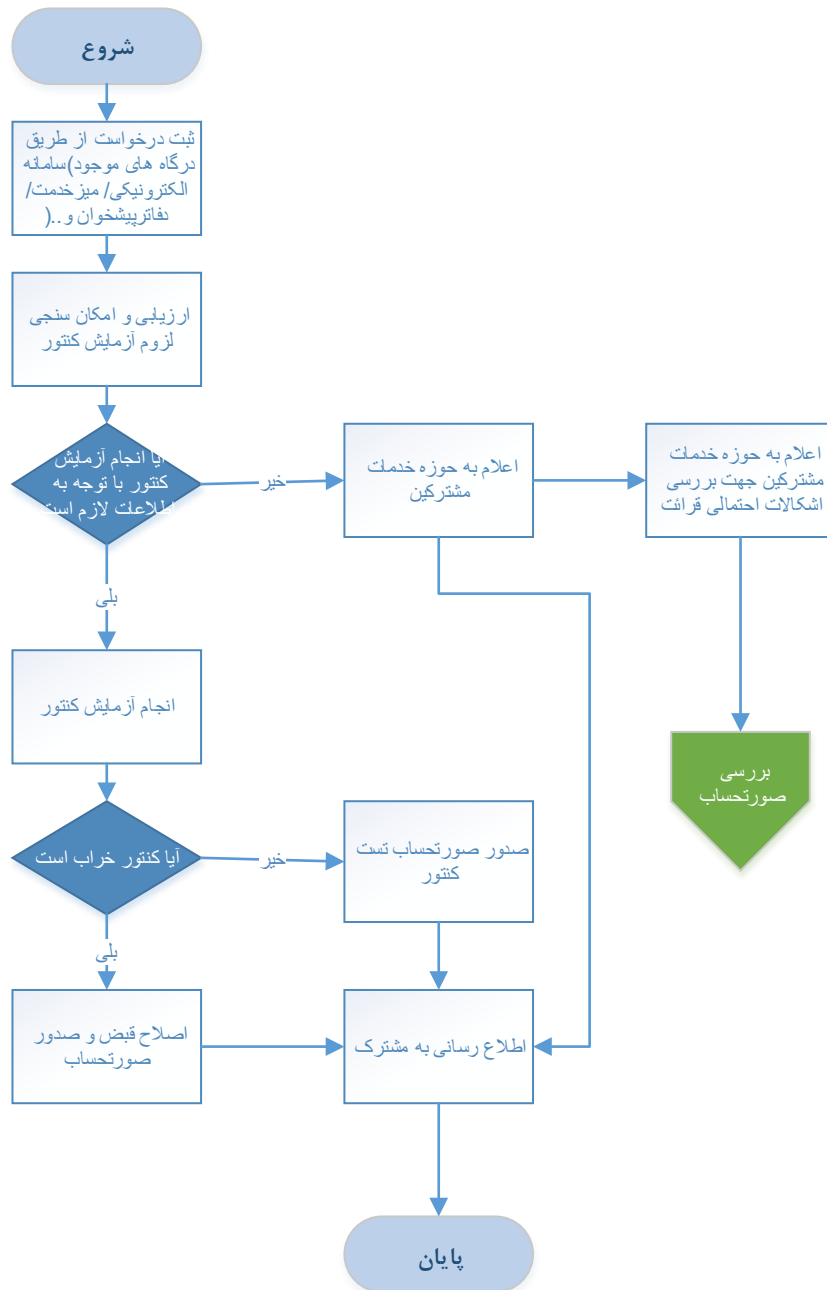 شروع
ثبت درخواست از طریق
درگاه های موجود)سامانه
الکترونیکی/ میزخدمت/
دفاترپیشخوان و..(
ارزیابی و امکان سنجی
لزوم آزمایش کنتور
آیا انجام آزمایش
کنتور با توجه به
اطلاعات لازم است
خیر
اعلام به حوزه خدمات
مشترکین
اعلام به حوزه خدمات
مشترکین جهت بررسی
اشکالات احتمالی قرائت
بلی
انجام آزمایش کنتور
بررسی
صورتحساب
آیا کنتور خراب است
خیر
صدور صورتحساب تست
کنتور
بلی
اصلاح قبض و صدور
صورتحساب
اطلاع رسانی به مشترک
پایان